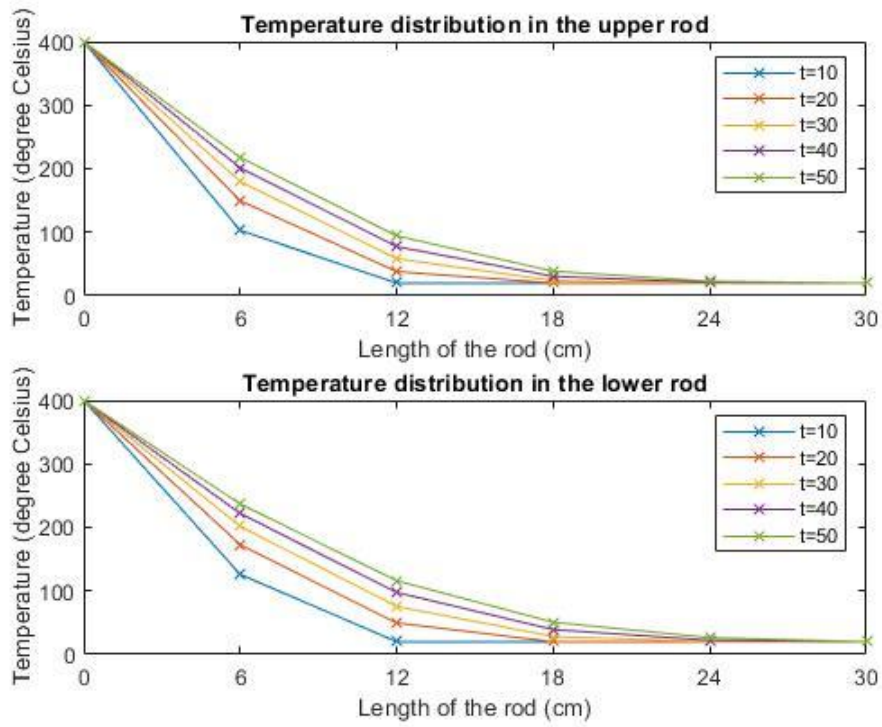 Temperature distribution in the upper rod
Temperature (degree Celsius)
400
300
200
100
0
t=10
t=20
t=30
t=40
t=50
0 6 12 18 24 30
Length of the rod (cm)
Temperature distribution in the lower rod
Temperature (degree Celsius)
400
300
200
100
0
t=10
t=20
t=30
t=40
t=50
0 6 12 18 24 30
Length of the rod (cm)